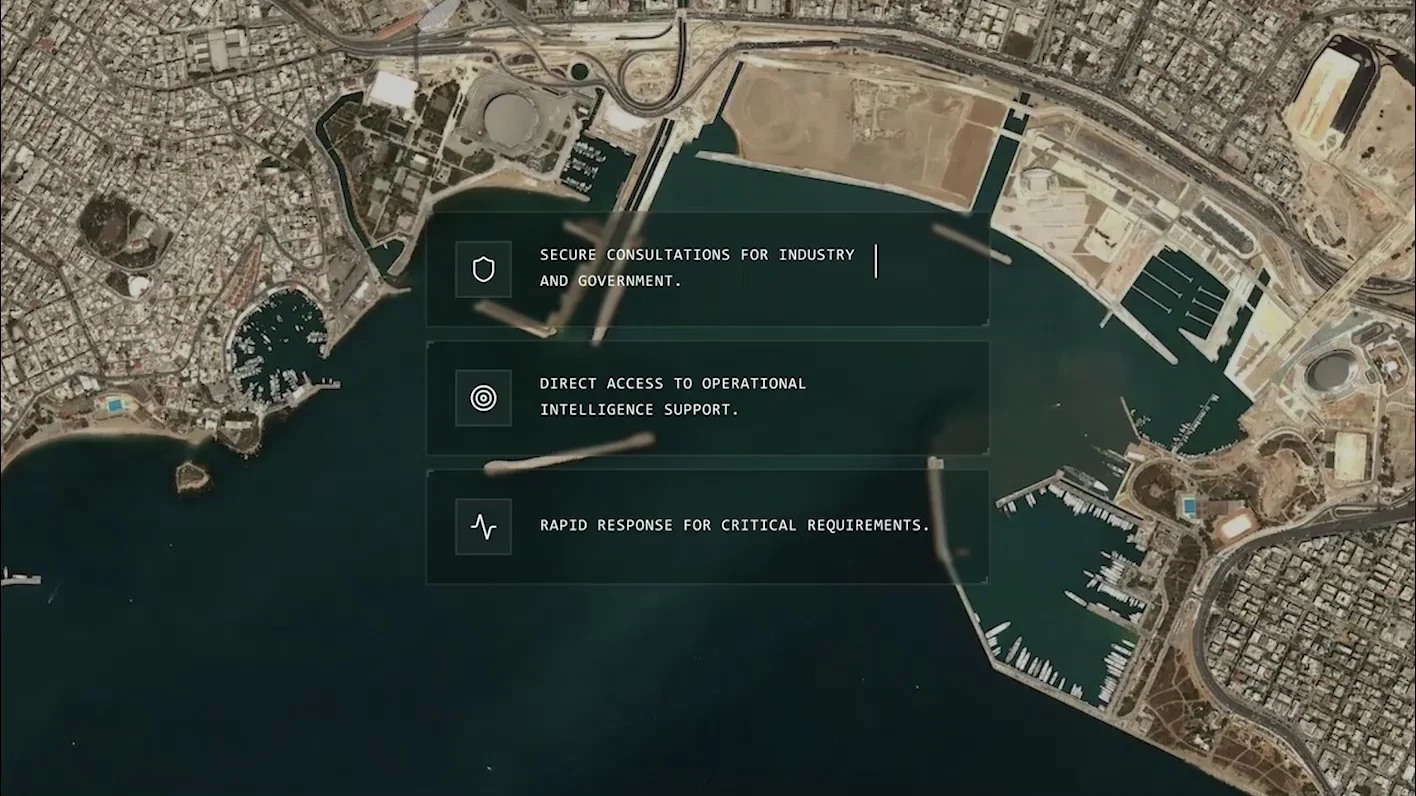 SECURE CONSULTATIONS FOR INDUSTRY
AND GOVERNMENT.
DIRECT ACCESS TO OPERATIONAL
INTELLIGENCE SUPPORT.
RAPID RESPONSE FOR CRITICAL REQUIREMENTS.